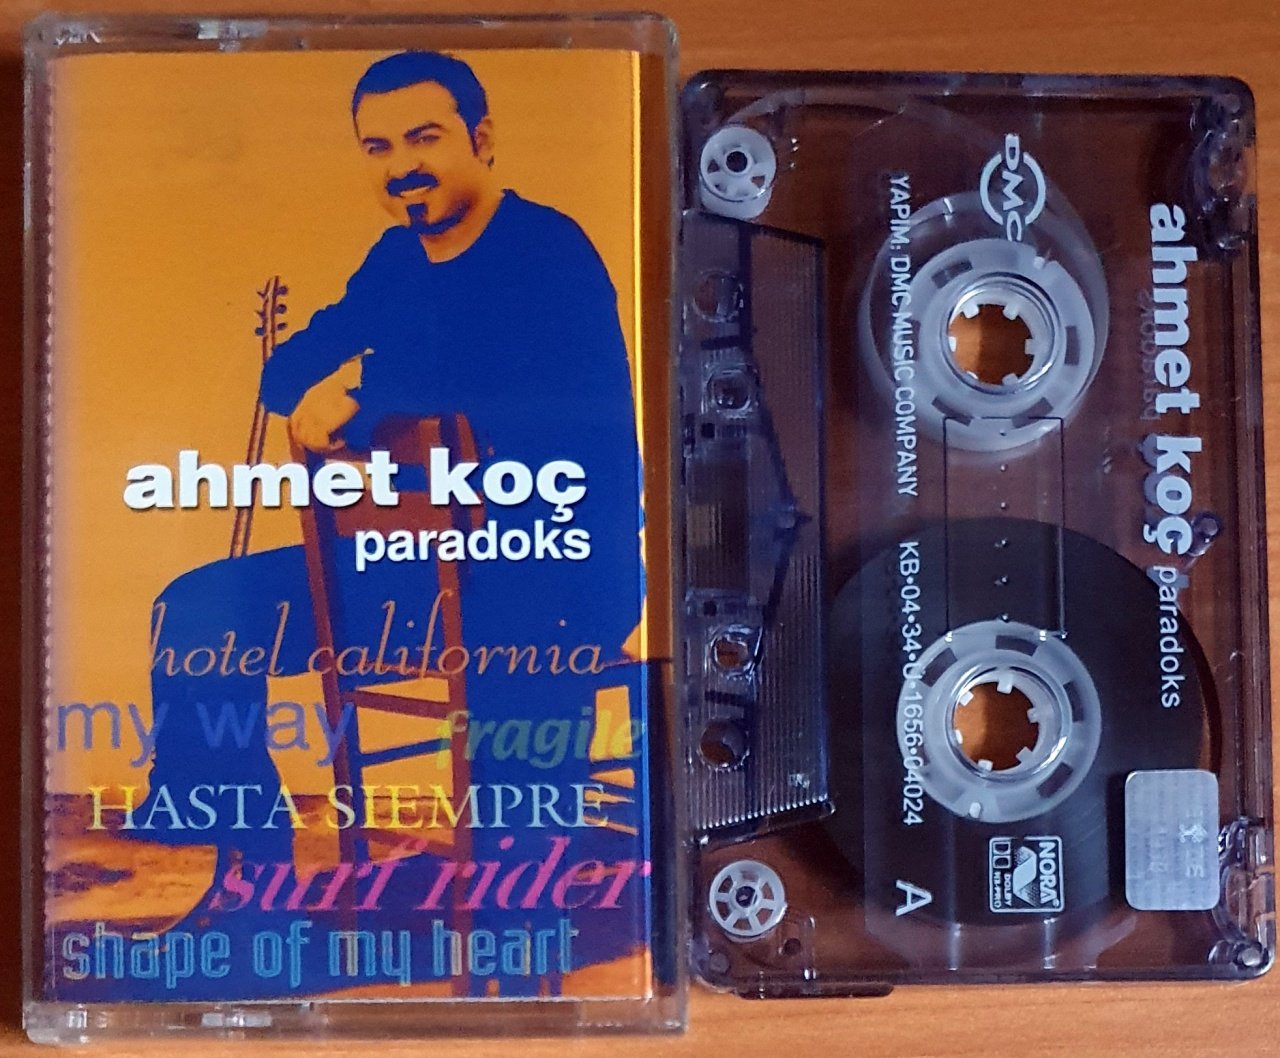 ahmet koç
paradoks
hotel california
my way
fragile
HASTA SIEMPRE
surf rider
shape of my heart
ahmet koç paradoks
DMC
YAPIM: DMC MUSIC COMPANY KB•04•34•U•1656•04024
A
NORA
DOLBY